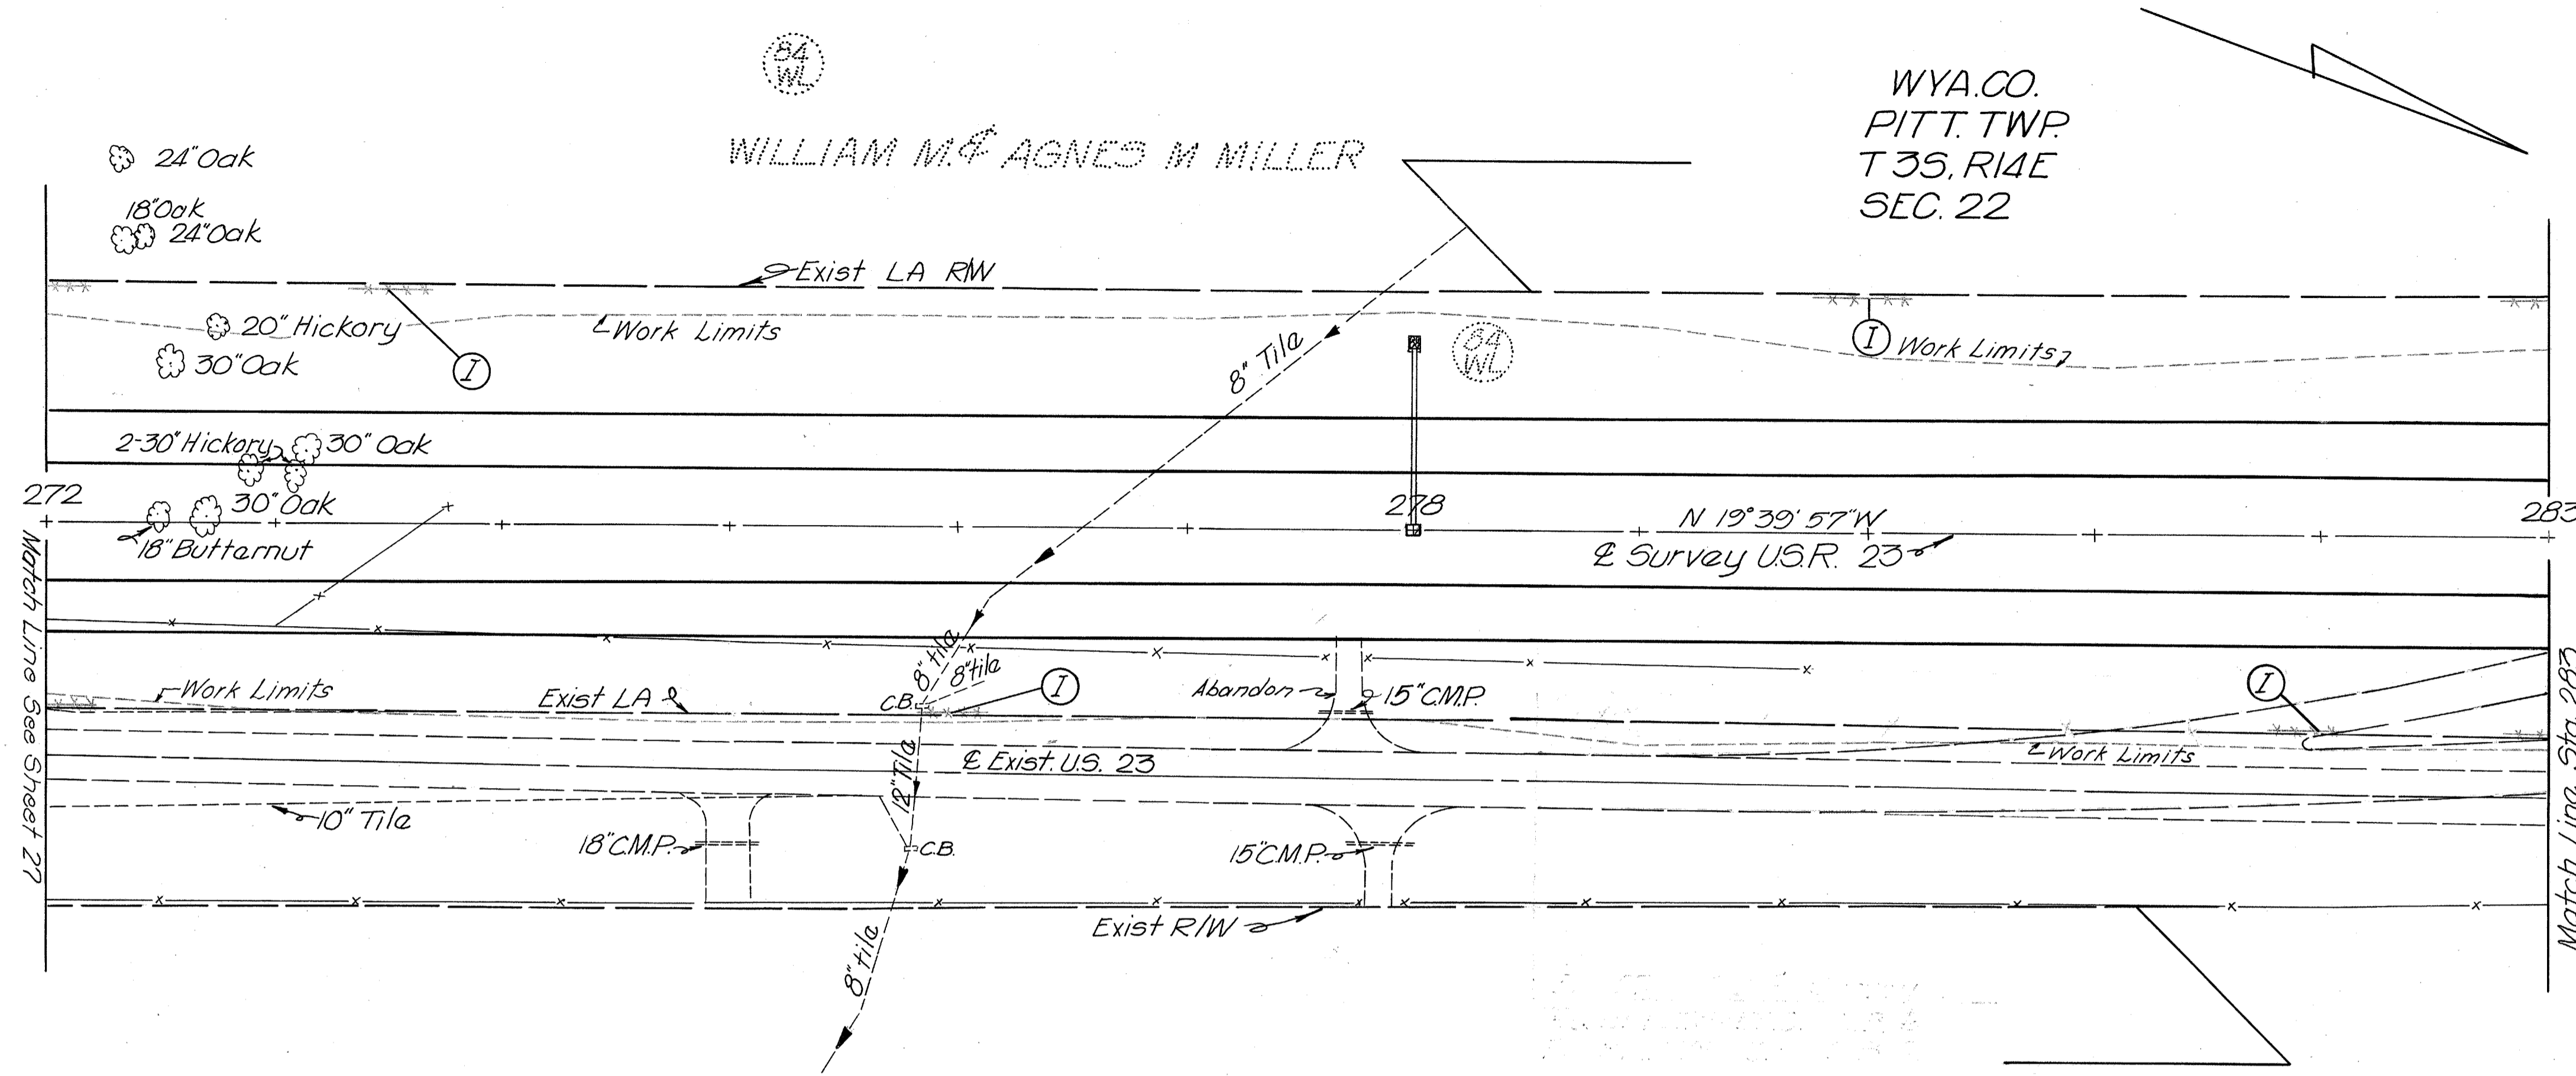 84
WL
WYA. CO.
PITT. TWP.
T 3S, R14E
SEC. 22
WILLIAM M. & AGNES M MILLER
24" Oak
18" Oak
24" Oak
Exist LA R/W
20" Hickory
Work Limits
30" Oak
I
8" Tile
84
WL
I
Work Limits
2-30" Hickory
30" Oak
272
30" Oak
278
N 19° 39' 57" W
283
18" Butternut
℄ Survey U.S.R. 23
Match Line See Sheet 27
8" tile
8" tile
I
Work Limits
Exist LA
C.B.
Abandon
15" C.M.P.
I
12" Tile
℄ Exist. U.S. 23
Work Limits
Match Line Sta. 283
10" Tile
18" C.M.P.
C.B.
15" C.M.P.
Exist R/W
8" tile